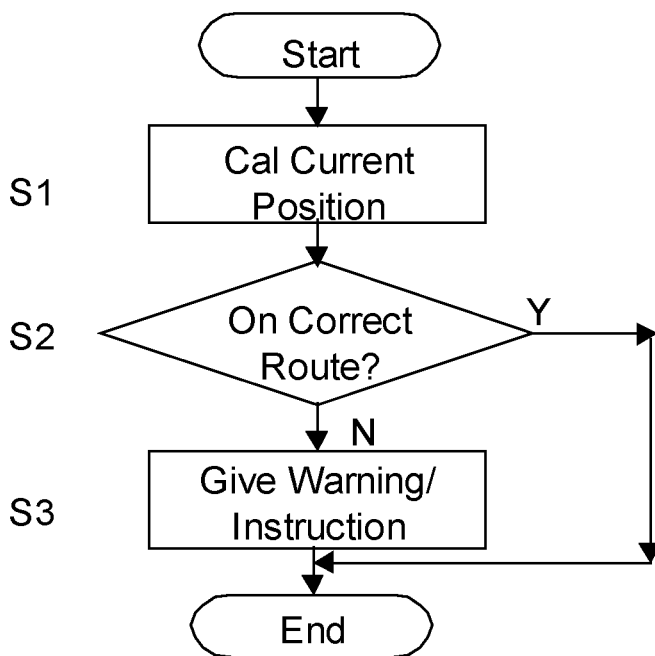 Start
S1
Cal Current
Position
S2
On Correct
Route?
Y
N
S3
Give Warning/
Instruction
End